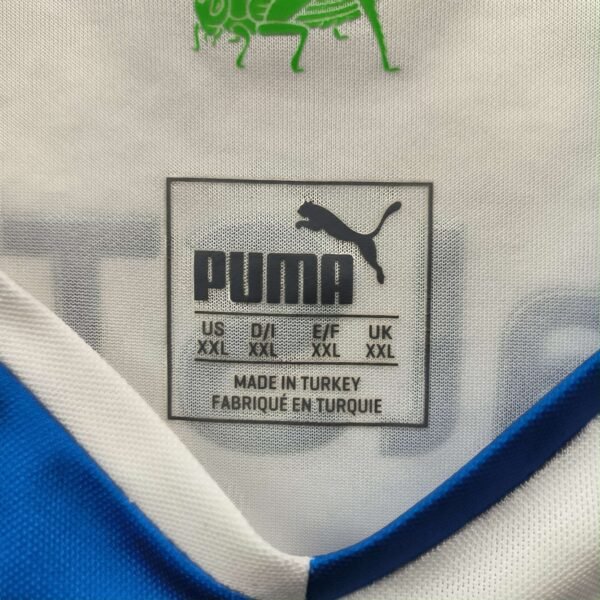 PUMA
US D/I E/F UK
XXL XXL XXL XXL
MADE IN TURKEY
FABRIQUÉ EN TURQUIE